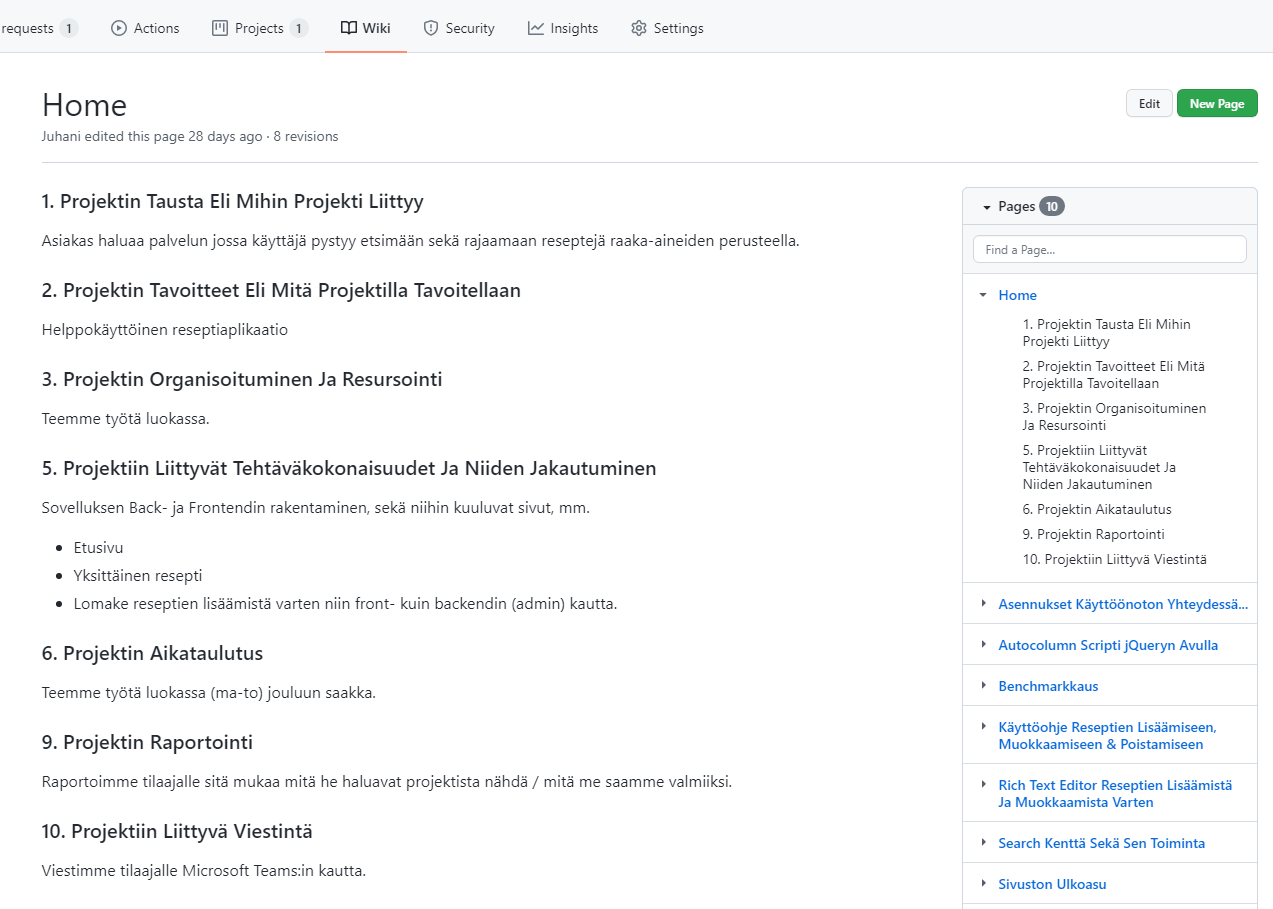 requests 1 Actions Projects 1 Wiki Security Insights Settings
Home
Edit New Page
Juhani edited this page 28 days ago · 8 revisions
1. Projektin Tausta Eli Mihin Projekti Liittyy
Asiakas haluaa palvelun jossa käyttäjä pystyy etsimään sekä rajaamaan reseptejä raaka-aineiden perusteella.
2. Projektin Tavoitteet Eli Mitä Projektilla Tavoitellaan
Helppokäyttöinen reseptiaplikaatio
3. Projektin Organisoituminen Ja Resursointi
Teemme työtä luokassa.
5. Projektiin Liittyvät Tehtäväkokonaisuudet Ja Niiden Jakautuminen
Sovelluksen Back- ja Frontendin rakentaminen, sekä niihin kuuluvat sivut, mm.
• Etusivu
• Yksittäinen resepti
• Lomake reseptien lisäämistä varten niin front- kuin backendin (admin) kautta.
6. Projektin Aikataulutus
Teemme työtä luokassa (ma-to) jouluun saakka.
9. Projektin Raportointi
Raportoimme tilaajalle sitä mukaa mitä he haluavat projektista nähdä / mitä me saamme valmiiksi.
10. Projektiin Liittyvä Viestintä
Viestimme tilaajalle Microsoft Teams:in kautta.
Pages 10
Find a Page...
Home
1. Projektin Tausta Eli Mihin
Projekti Liittyy
2. Projektin Tavoitteet Eli Mitä
Projektilla Tavoitellaan
3. Projektin Organisoituminen
Ja Resursointi
5. Projektiin Liittyvät
Tehtäväkokonaisuudet Ja
Niiden Jakautuminen
6. Projektin Aikataulutus
9. Projektin Raportointi
10. Projektiin Liittyvä Viestintä
Asennukset Käyttöönoton Yhteydessä...
Autocolumn Scripti jQueryn Avulla
Benchmarkkaus
Käyttöohje Reseptien Lisäämiseen,
Muokkaamiseen & Poistamiseen
Rich Text Editor Reseptien Lisäämistä
Ja Muokkaamista Varten
Search Kenttä Sekä Sen Toiminta
Sivuston Ulkoasu